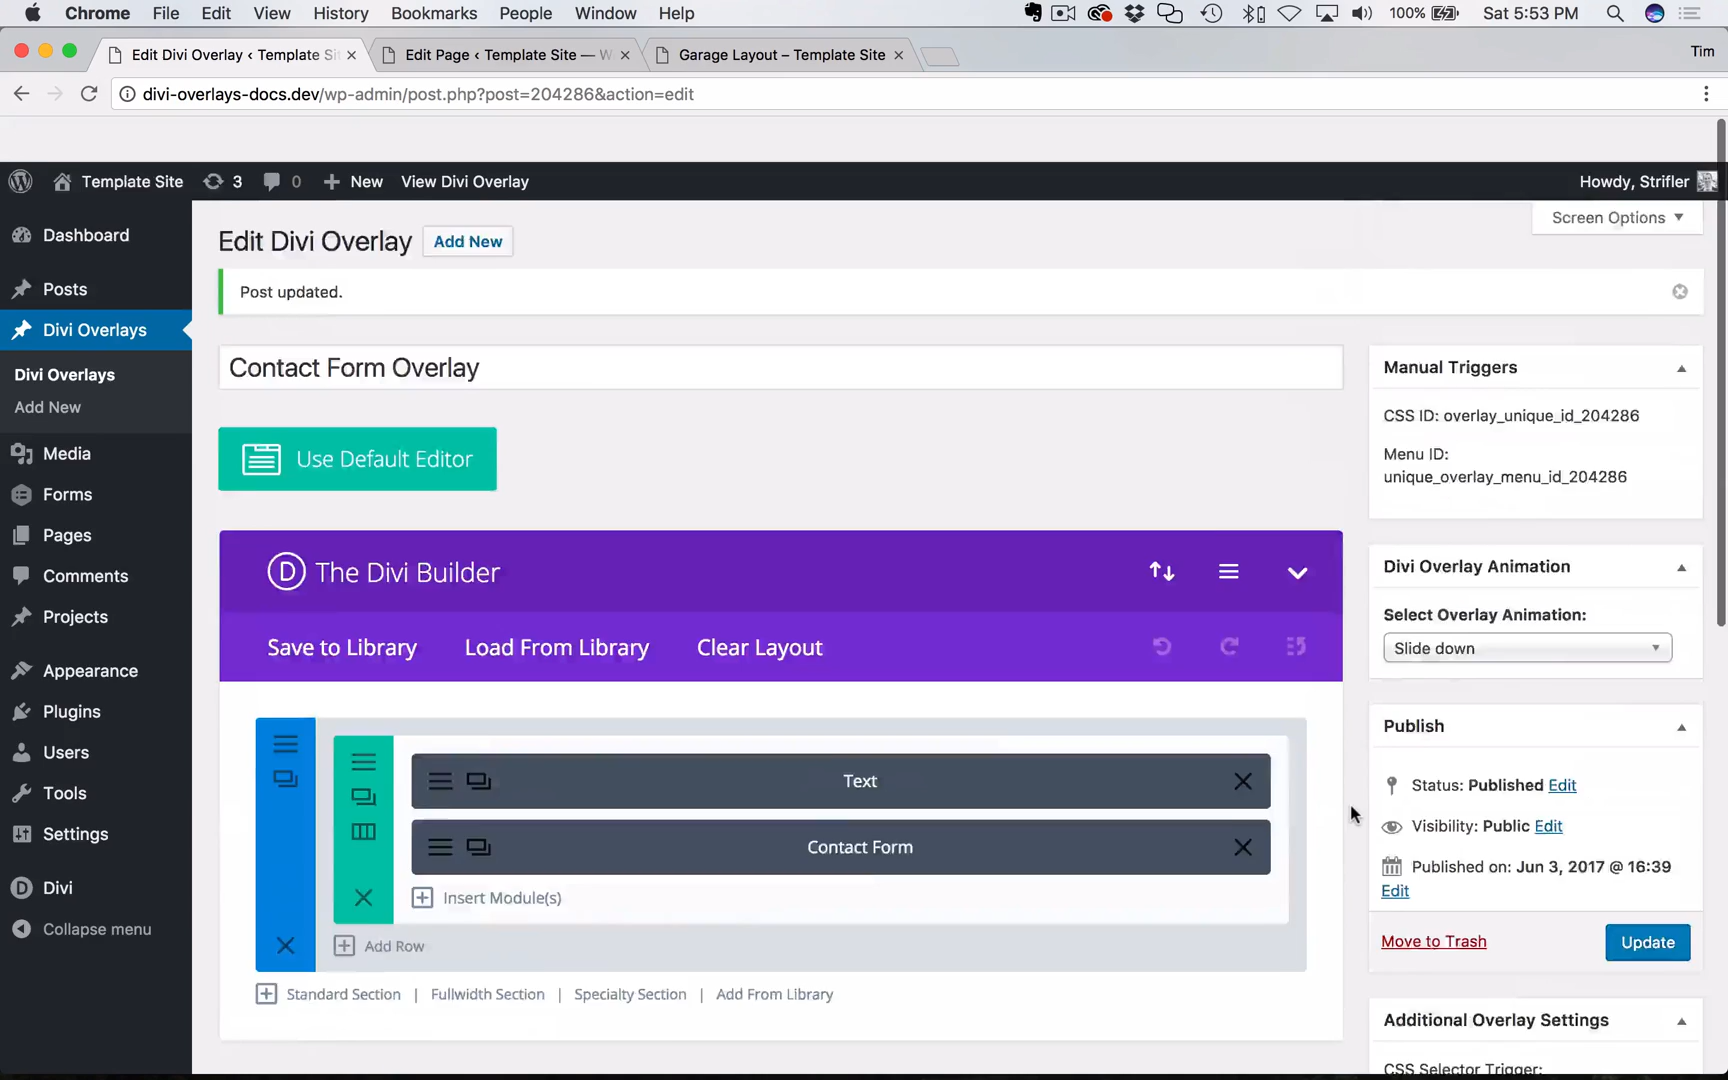 Chrome File Edit View History Bookmarks People Window Help 100% Sat 5:53 PM
Edit Divi Overlay ‹ Template Si
Edit Page ‹ Template Site — W
Garage Layout – Template Site
Tim
divi-overlays-docs.dev/wp-admin/post.php?post=204286&action=edit
Template Site 3 0 New View Divi Overlay Howdy, Strifler
Screen Options
Dashboard
Posts
Divi Overlays
Divi Overlays
Add New
Media
Forms
Pages
Comments
Projects
Appearance
Plugins
Users
Tools
Settings
Divi
Collapse menu
Edit Divi Overlay Add New
Post updated.
Contact Form Overlay
Use Default Editor
D The Divi Builder
Save to Library Load From Library Clear Layout
Text
Contact Form
Insert Module(s)
Add Row
Standard Section | Fullwidth Section | Specialty Section | Add From Library
Manual Triggers
CSS ID: overlay_unique_id_204286
Menu ID:
unique_overlay_menu_id_204286
Divi Overlay Animation
Select Overlay Animation:
Slide down
Publish
Status: Published Edit
Visibility: Public Edit
Published on: Jun 3, 2017 @ 16:39
Edit
Move to Trash Update
Additional Overlay Settings
CSS Selector Trigger: